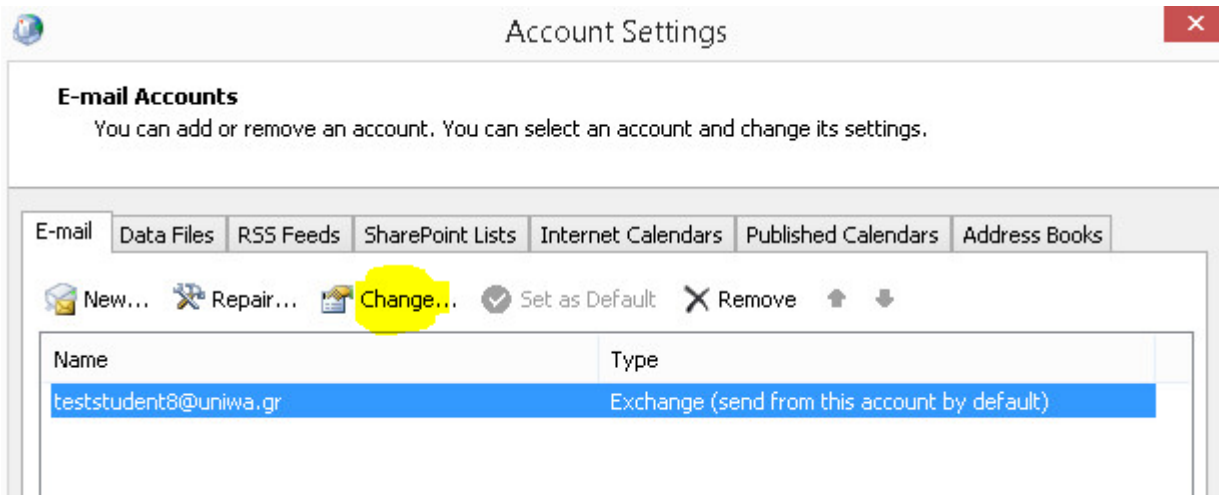 Account Settings
E-mail Accounts
You can add or remove an account. You can select an account and change its settings.
E-mail Data Files RSS Feeds SharePoint Lists Internet Calendars Published Calendars Address Books
New... Repair... Change... Set as Default Remove
Name Type
teststudent8@uniwa.gr Exchange (send from this account by default)